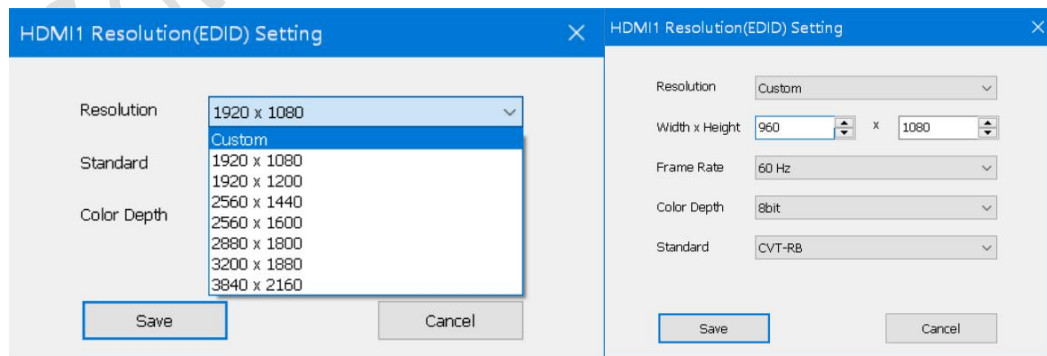 HDMI1 Resolution(EDID) Setting
Resolution
1920 x 1080
Custom
Standard
1920 x 1080
1920 x 1200
2560 x 1440
Color Depth
2560 x 1600
2880 x 1800
3200 x 1880
3840 x 2160
Save
Cancel
HDMI1 Resolution(EDID) Setting
Resolution
Custom
Width x Height
960
x
1080
Frame Rate
60 Hz
Color Depth
8bit
Standard
CVT-RB
Save
Cancel